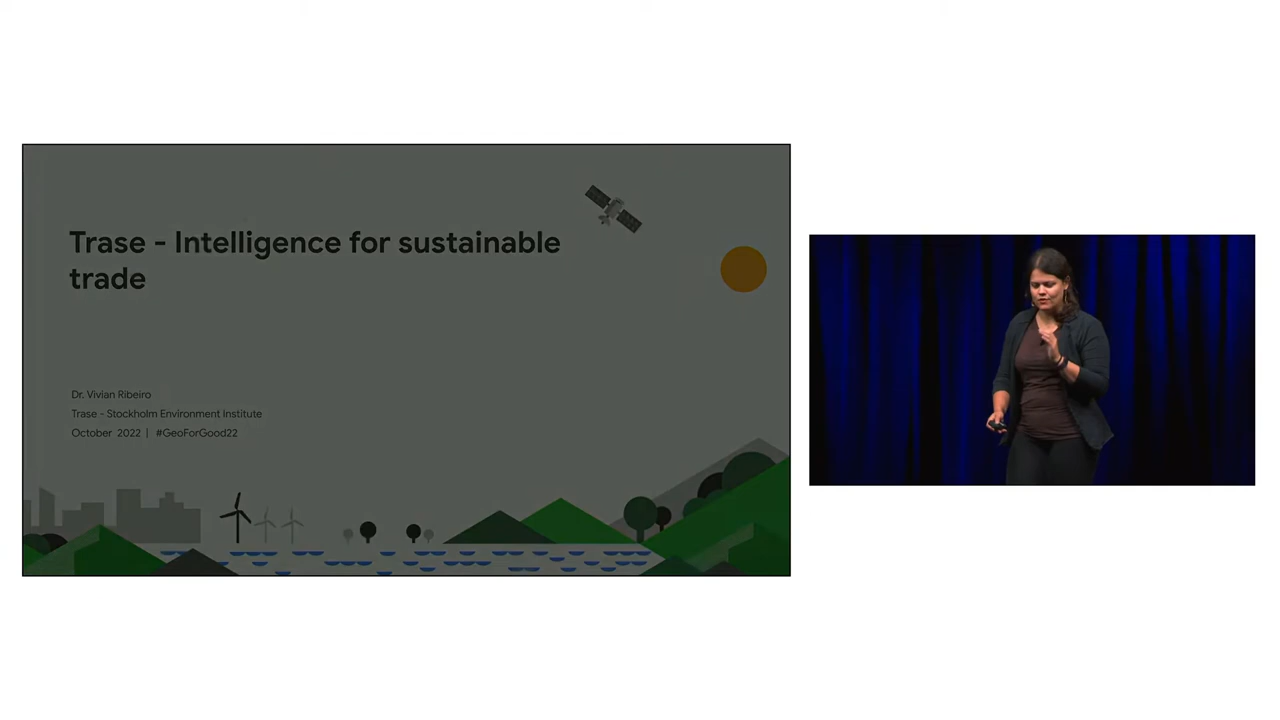 Trase - Intelligence for sustainable
trade
Dr. Vivian Ribeiro
Trase - Stockholm Environment Institute
October 2022 | #GeoForGood22